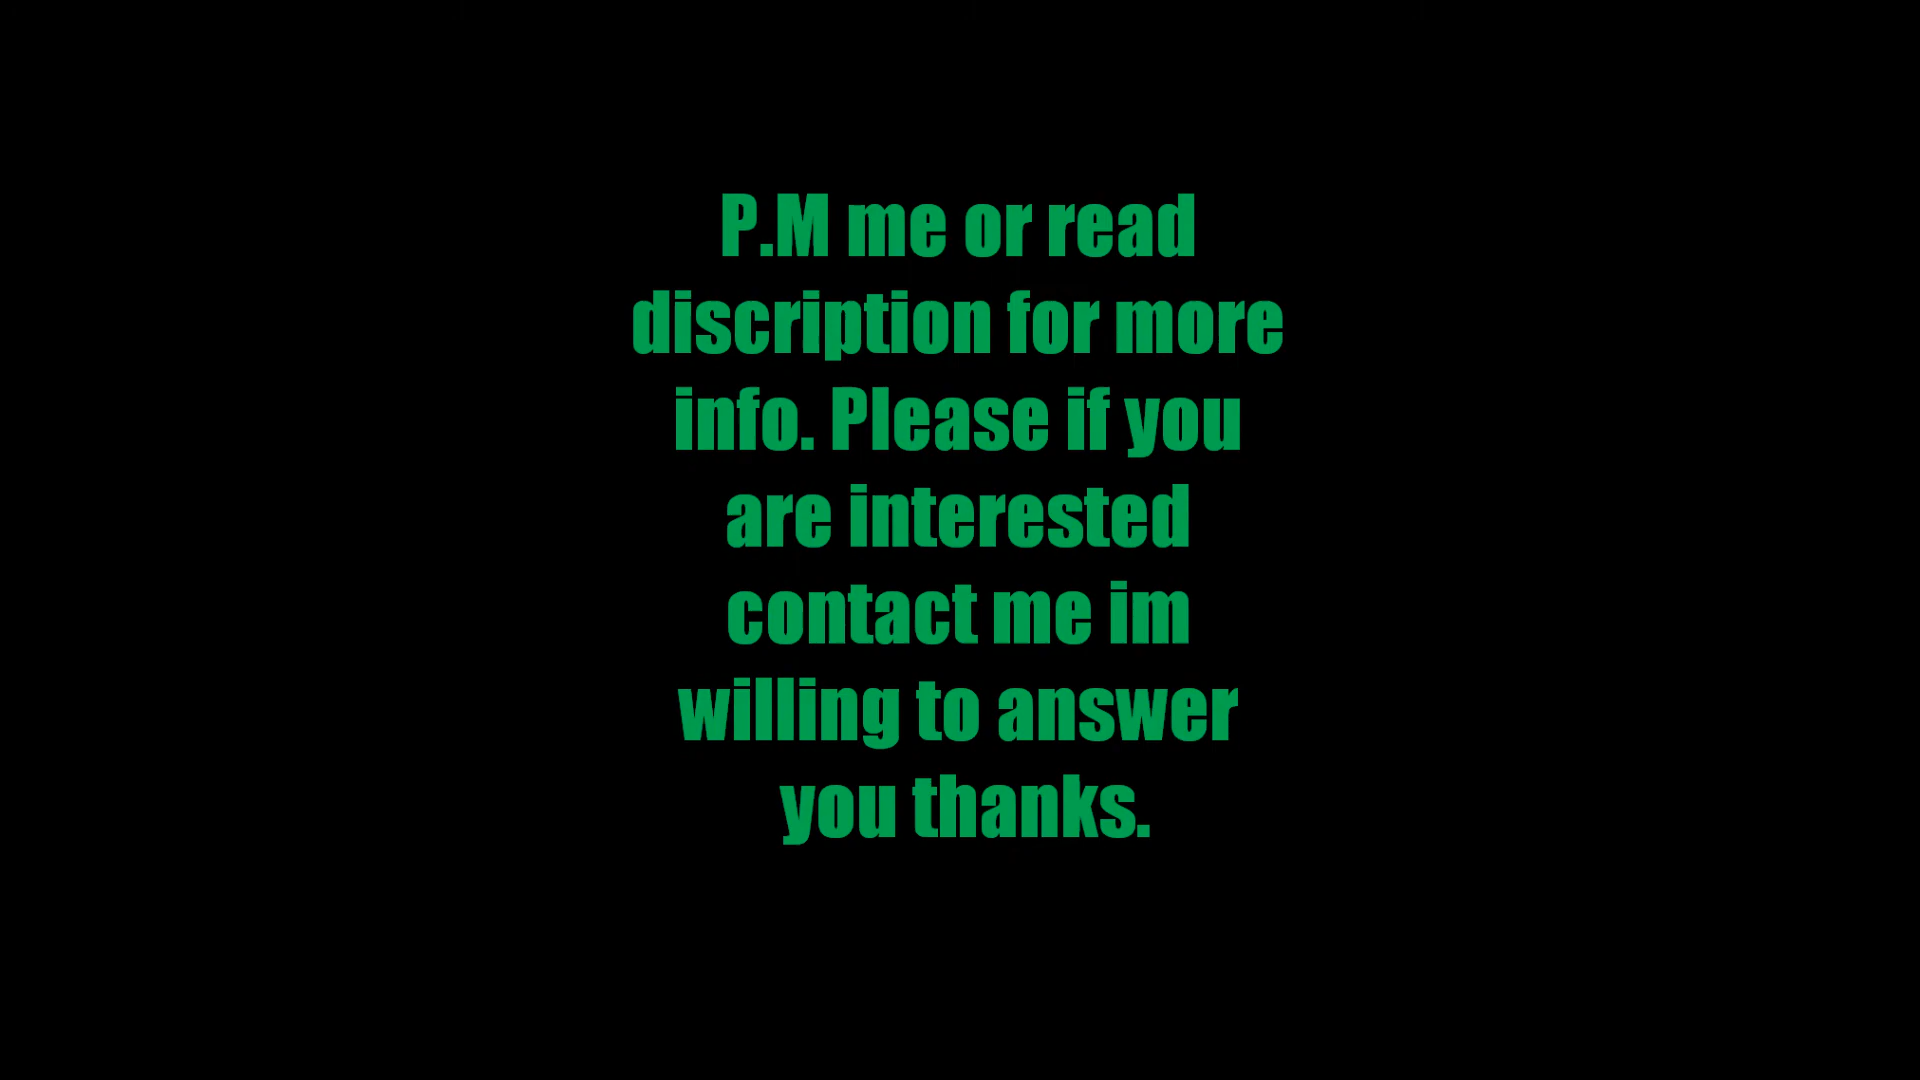 P.M me or read
discription for more
info. Please if you
are interested
contact me im
willing to answer
you thanks.